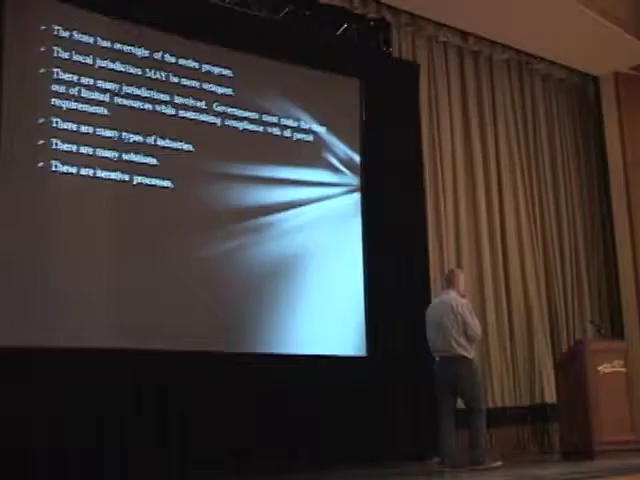 The State has oversight of the entire program.
The local jurisdiction MAY be more stringent.
There are many jurisdictions involved. Government must make the most
out of limited resources while maintaining compliance with all permit
requirements.
There are many types of industries.
There are many solutions.
These are iterative processes.